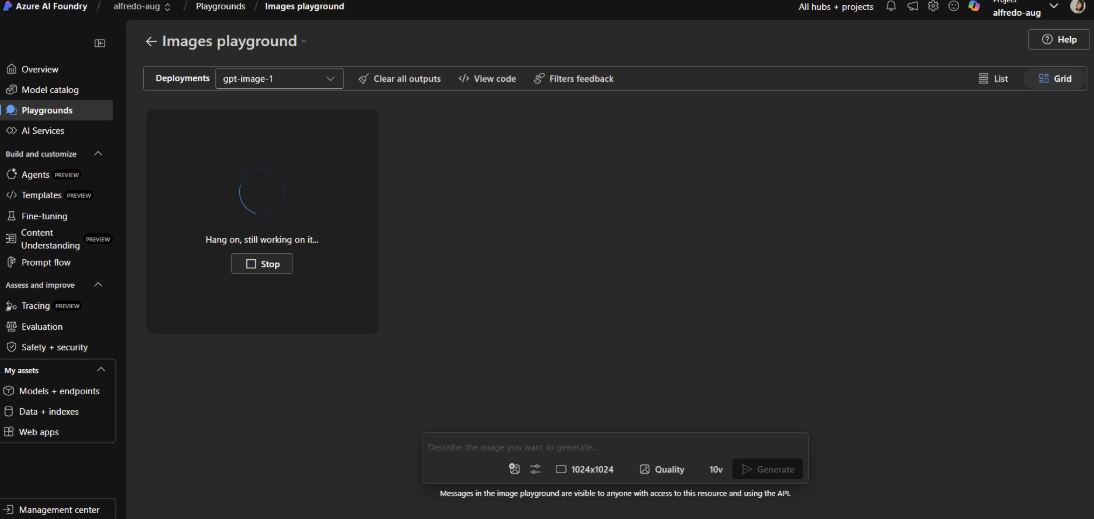 Azure AI Foundry / alfredo-aug / Playgrounds / Images playground
All hubs + projects
Project
alfredo-aug
Images playground
Help
Deployments gpt-image-1 Clear all outputs View code Filters feedback List Grid
Overview
Model catalog
Playgrounds
AI Services
Build and customize
Agents PREVIEW
Templates PREVIEW
Fine-tuning
Content
Understanding PREVIEW
Prompt flow
Assess and improve
Tracing PREVIEW
Evaluation
Safety + security
My assets
Models + endpoints
Data + indexes
Web apps
Management center
Hang on, still working on it...
Stop
Describe the image you want to generate...
1024x1024 Quality 10v Generate
Messages in the image playground are visible to anyone with access to this resource and using the API.